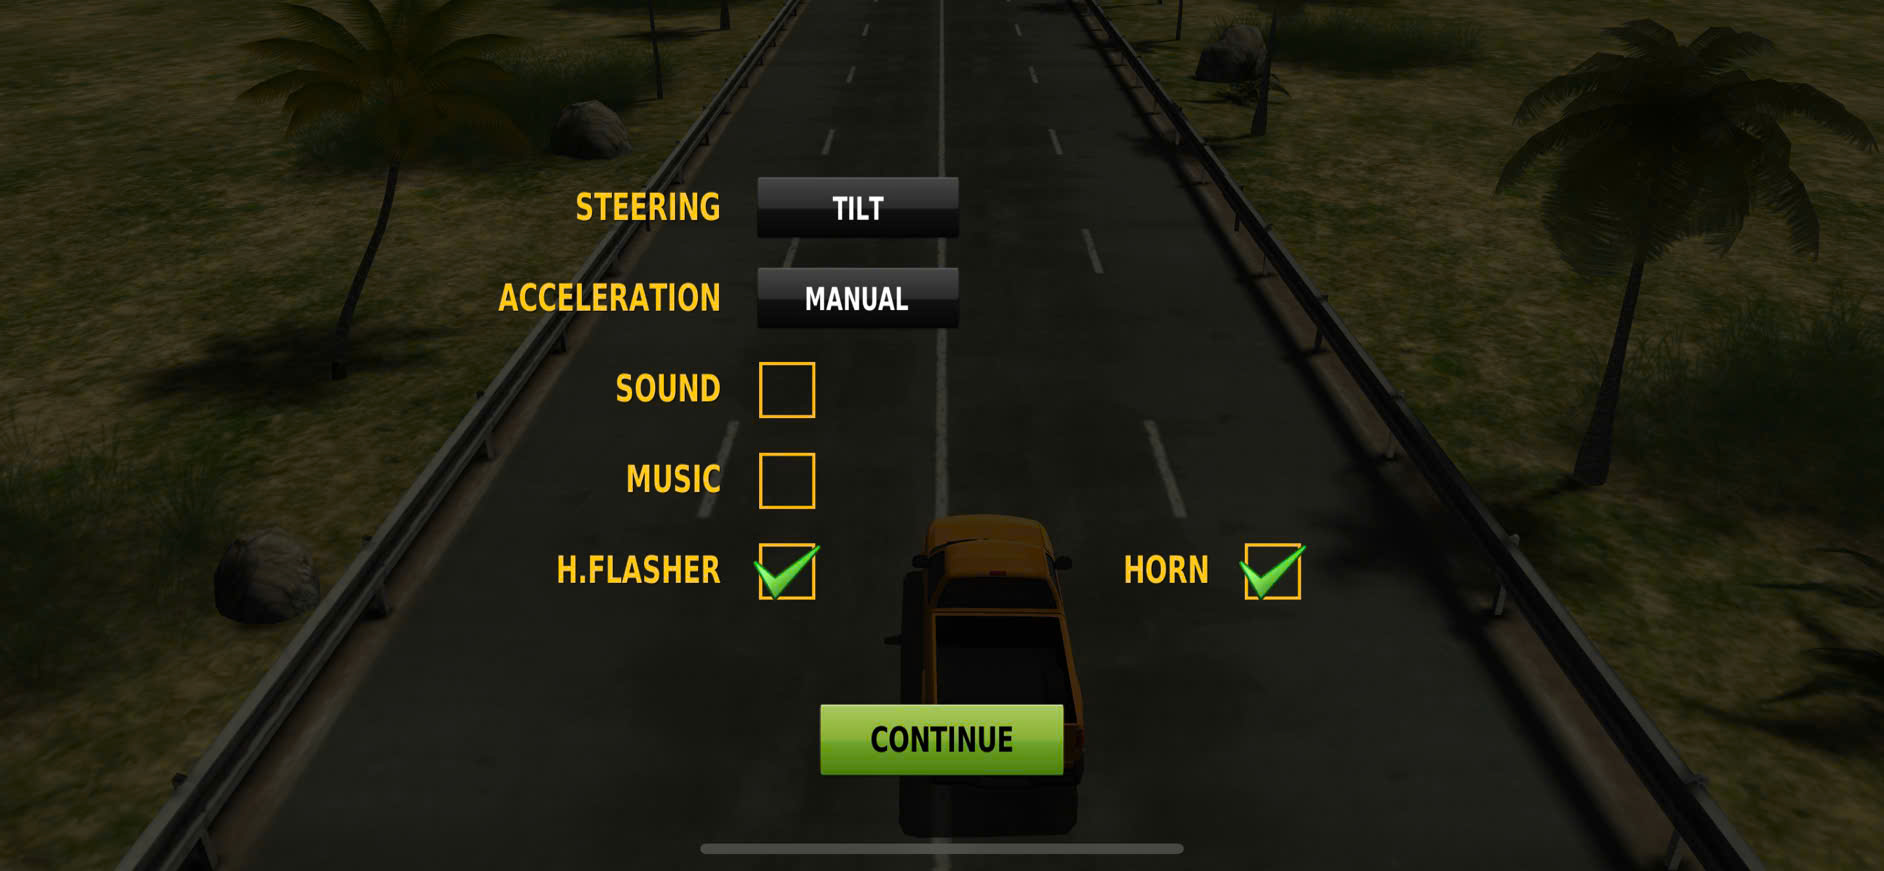 STEERING TILT
ACCELERATION MANUAL
SOUND
MUSIC
H.FLASHER HORN
CONTINUE